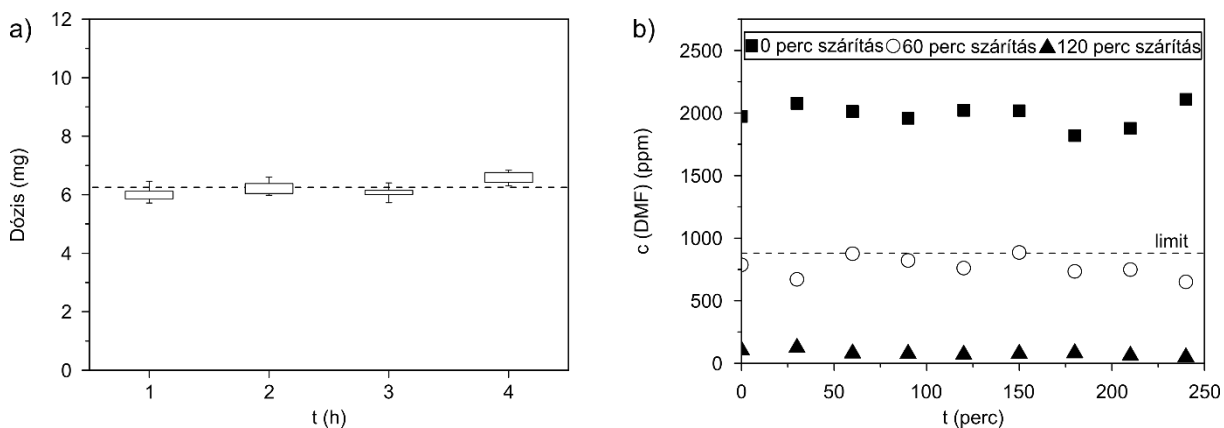 a)
12
10
8
6
4
2
0
Dózis (mg)
1 2 3 4
t (h)
b)
0 perc szárítás 60 perc szárítás 120 perc szárítás
2500
2000
1500
1000
500
0
c (DMF) (ppm)
limit
0 50 100 150 200 250
t (perc)